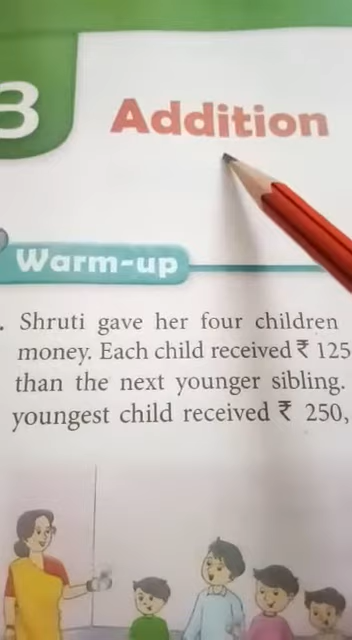 3
Addition
Warm-up
. Shruti gave her four children
money. Each child received ₹ 125
than the next younger sibling.
youngest child received ₹ 250,